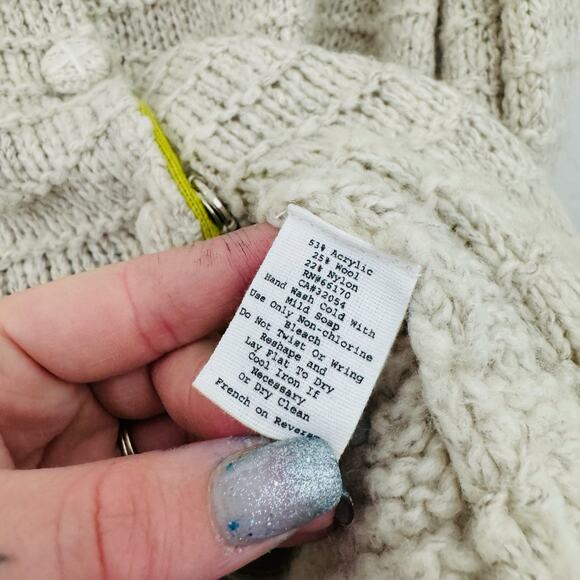 53% Acrylic
25% Wool
22% Nylon
RN#66170
CA#32054
Hand Wash Cold With
Mild Soap
Use Only Non-chlorine
Bleach
Do Not Twist Or Wring
Reshape and
Lay Flat To Dry
Cool Iron If
Necessary
Or Dry Clean
French on Reverse